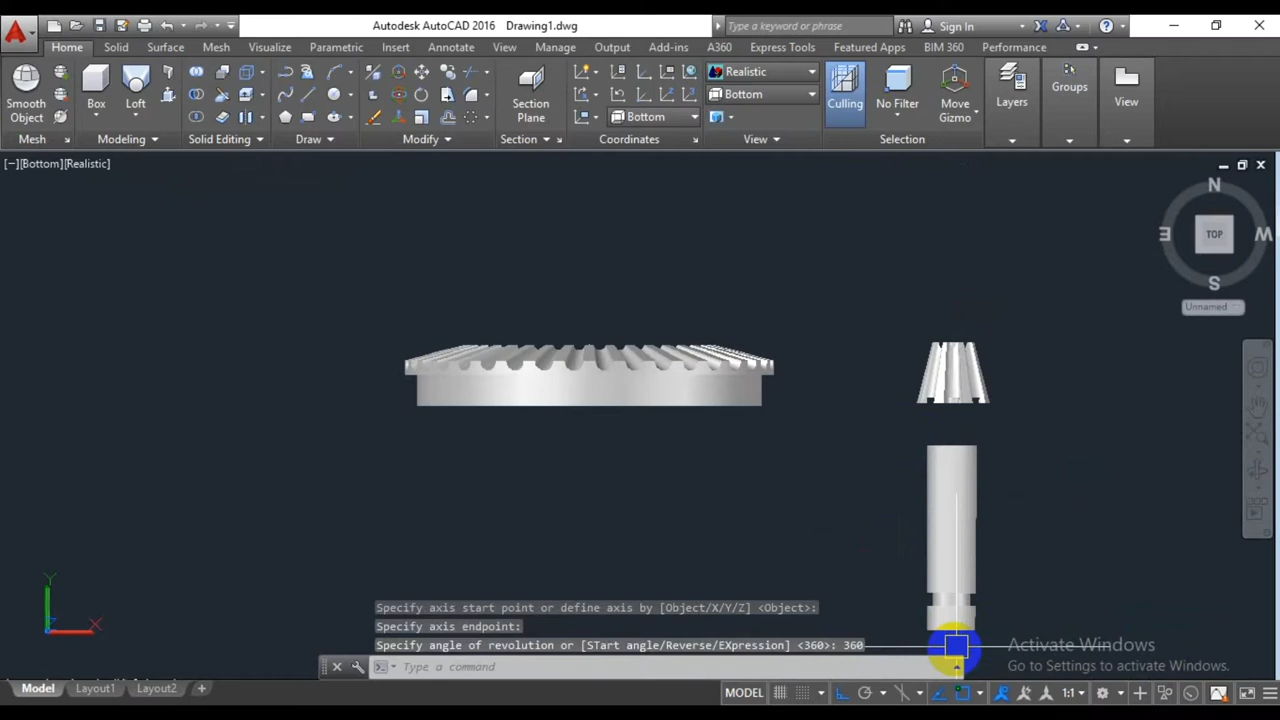 Autodesk AutoCAD 2016 Drawing1.dwg
Type a keyword or phrase
Sign In
Home Solid Surface Mesh Visualize Parametric Insert Annotate View Manage Output Add-ins A360 Express Tools Featured Apps BIM 360 Performance
Smooth Object
Box
Loft
Section Plane
Realistic
Bottom
Bottom
Culling
No Filter
Move Gizmo
Layers
Groups
View
Mesh Modeling Solid Editing Draw Modify Section Coordinates View Selection
[−][Bottom][Realistic]
N
E TOP W
S
Unnamed
Y
X
Specify axis start point or define axis by [Object/X/Y/Z] <Object>:
Specify axis endpoint:
Specify angle of revolution or [STart angle/Reverse/EXpression] <360>: 360
Type a command
Activate Windows
Go to Settings to activate Windows.
Model Layout1 Layout2 +
MODEL 1:1